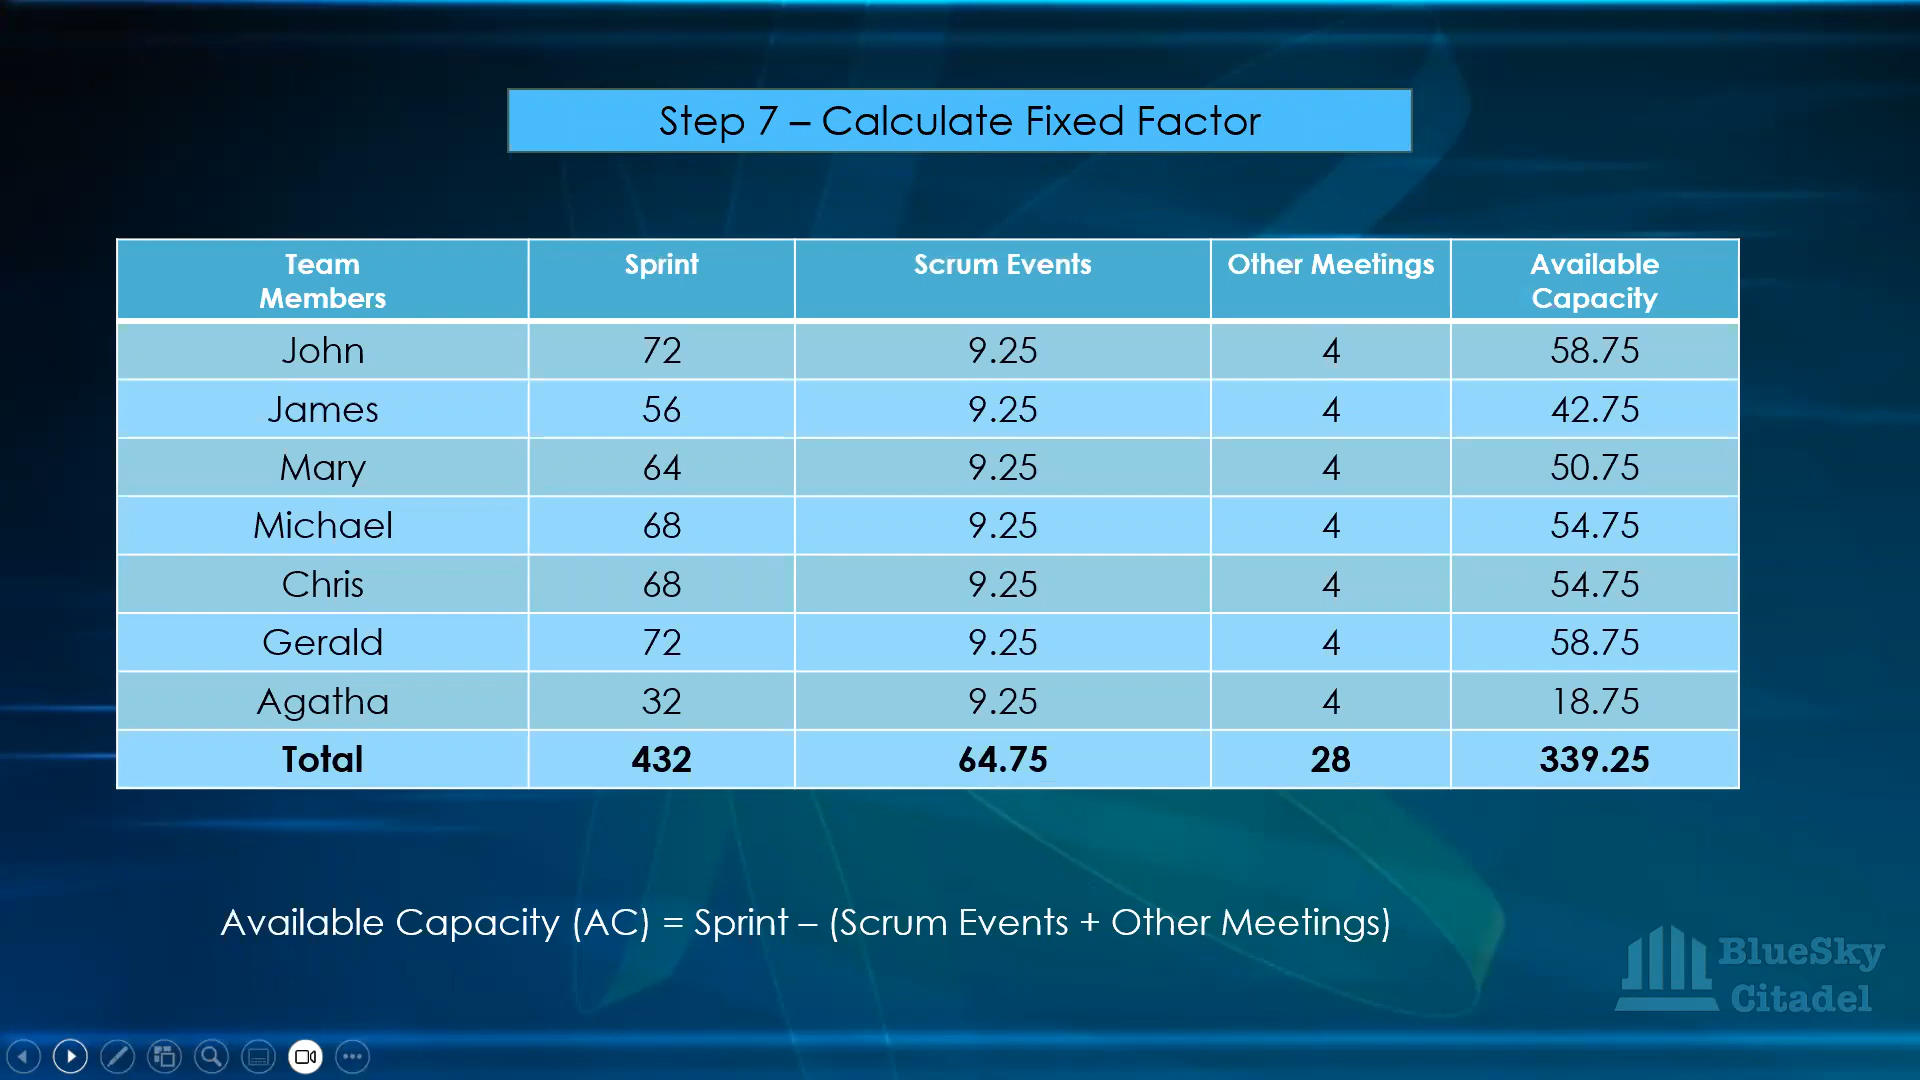 Step 7 – Calculate Fixed Factor
Team Members Sprint Scrum Events Other Meetings Available Capacity
John 72 9.25 4 58.75
James 56 9.25 4 42.75
Mary 64 9.25 4 50.75
Michael 68 9.25 4 54.75
Chris 68 9.25 4 54.75
Gerald 72 9.25 4 58.75
Agatha 32 9.25 4 18.75
Total 432 64.75 28 339.25
Available Capacity (AC) = Sprint – (Scrum Events + Other Meetings)
BlueSky
Citadel